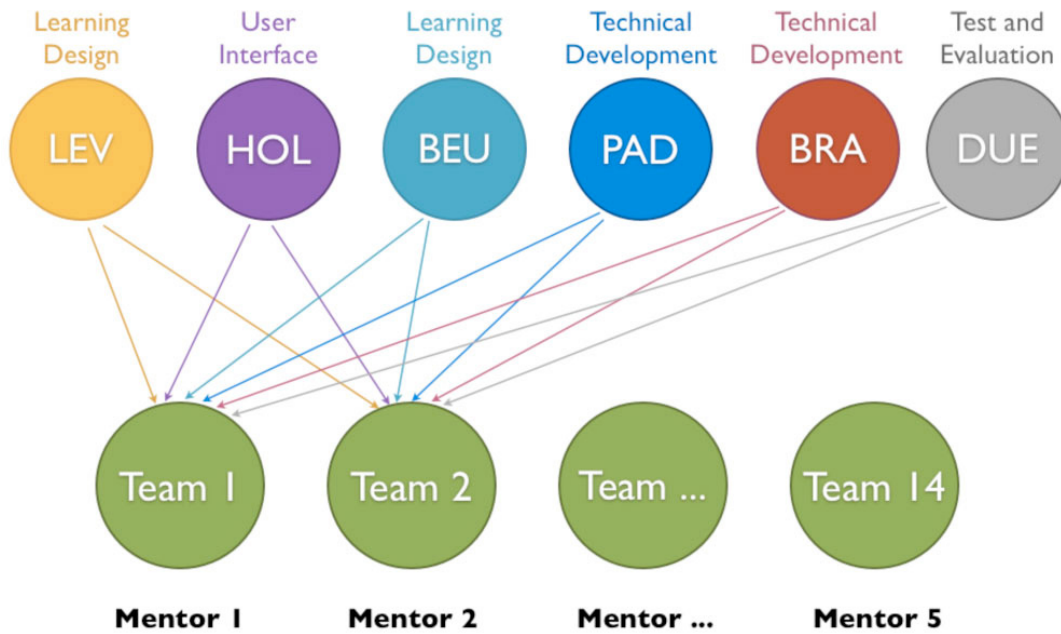 Learning
Design
User
Interface
Learning
Design
Technical
Development
Technical
Development
Test and
Evaluation
LEV
HOL
BEU
PAD
BRA
DUE
Team 1
Team 2
Team ...
Team 14
Mentor 1
Mentor 2
Mentor ...
Mentor 5